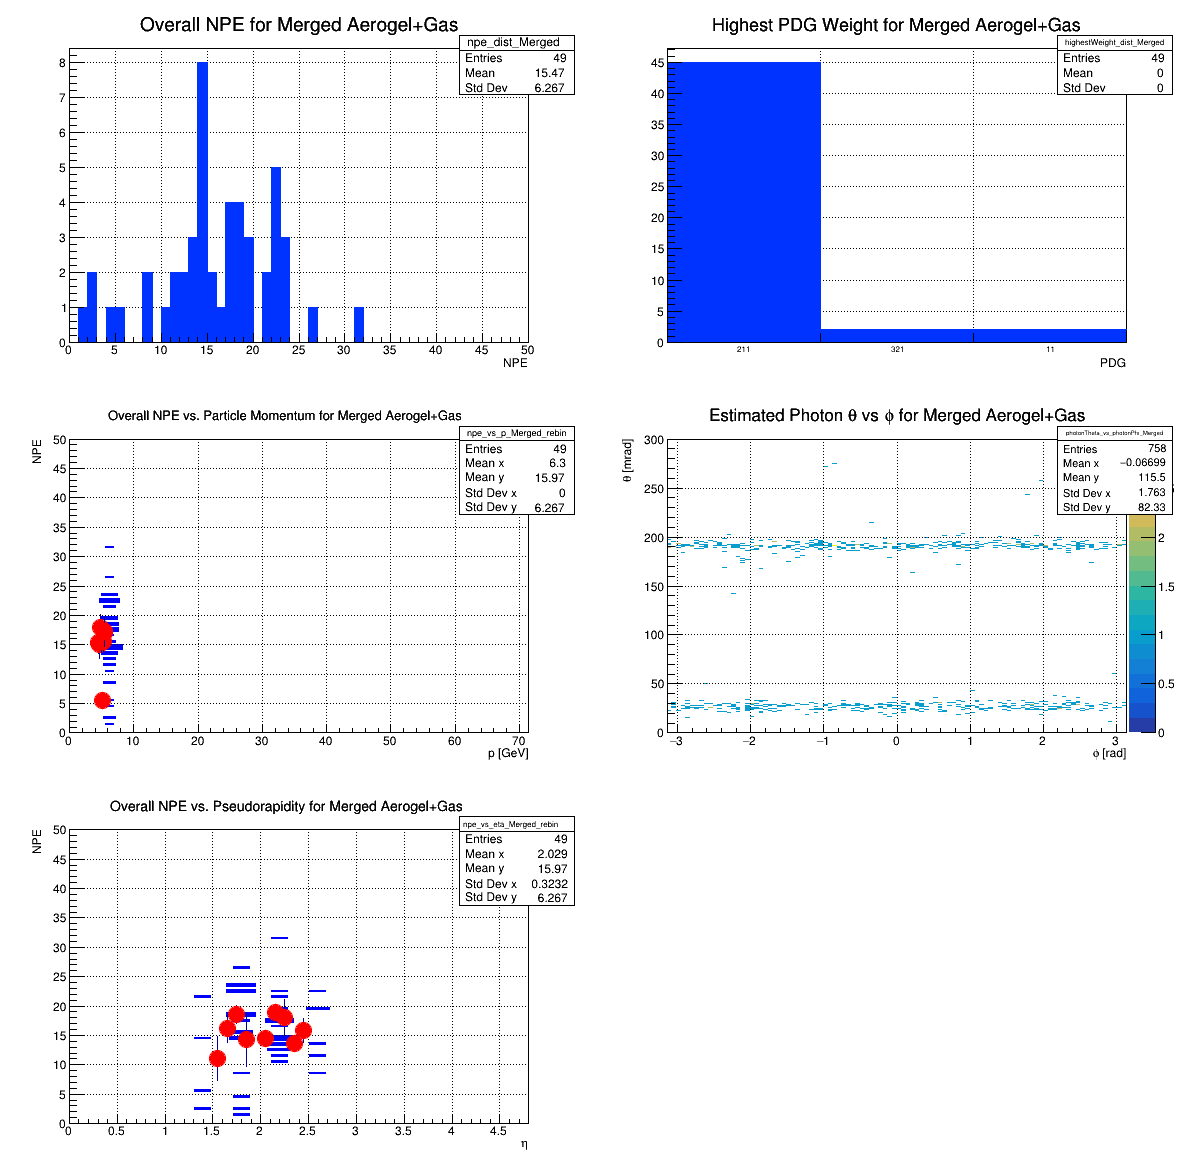 Overall NPE for Merged Aerogel+Gas
npe_dist_Merged
Entries 49
Mean 15.47
Std Dev 6.267
8
7
6
5
4
3
2
1
0
0 5 10 15 20 25 30 35 40 45 50
NPE
Highest PDG Weight for Merged Aerogel+Gas
highestWeight_dist_Merged
Entries 49
Mean 0
Std Dev 0
45
40
35
30
25
20
15
10
5
0
211 321 11
PDG
Overall NPE vs. Particle Momentum for Merged Aerogel+Gas
npe_vs_p_Merged_rebin
Entries 49
Mean x 6.3
Mean y 15.97
Std Dev x 0
Std Dev y 6.267
NPE
50
45
40
35
30
25
20
15
10
5
0
0 10 20 30 40 50 60 70
p [GeV]
Estimated Photon θ vs ϕ for Merged Aerogel+Gas
photonTheta_vs_photonPhi_Merged
Entries 758
Mean x −0.06699
Mean y 115.5
Std Dev x 1.763
Std Dev y 82.33
θ [mrad]
300
250
200
150
100
50
0
−3 −2 −1 0 1 2 3
ϕ [rad]
2
1.5
1
0.5
0
Overall NPE vs. Pseudorapidity for Merged Aerogel+Gas
npe_vs_eta_Merged_rebin
Entries 49
Mean x 2.029
Mean y 15.97
Std Dev x 0.3232
Std Dev y 6.267
NPE
50
45
40
35
30
25
20
15
10
5
0
0 0.5 1 1.5 2 2.5 3 3.5 4 4.5
η